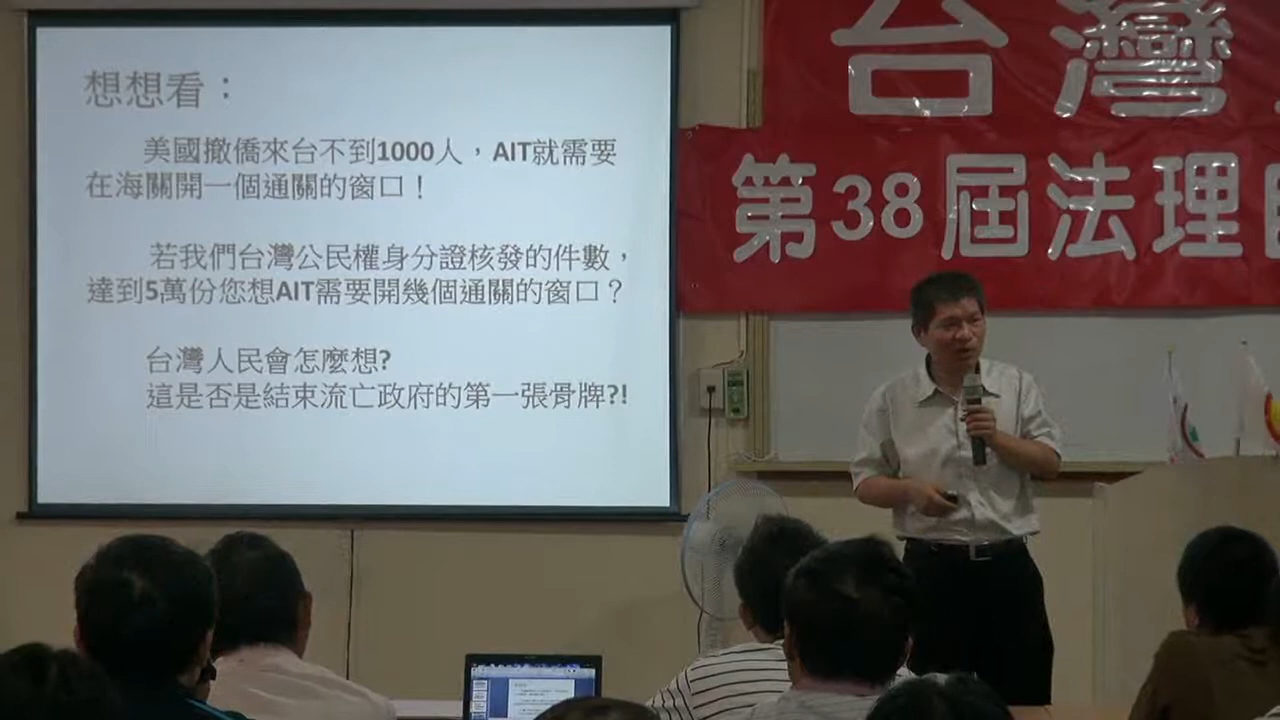 想想看：
美國撤僑來台不到1000人，AIT就需要
在海關開一個通關的窗口！
若我們台灣公民權身分證核發的件數，
達到5萬份您想AIT需要開幾個通關的窗口？
台灣人民會怎麼想?
這是否是結束流亡政府的第一張骨牌?!
台灣
第38屆法理